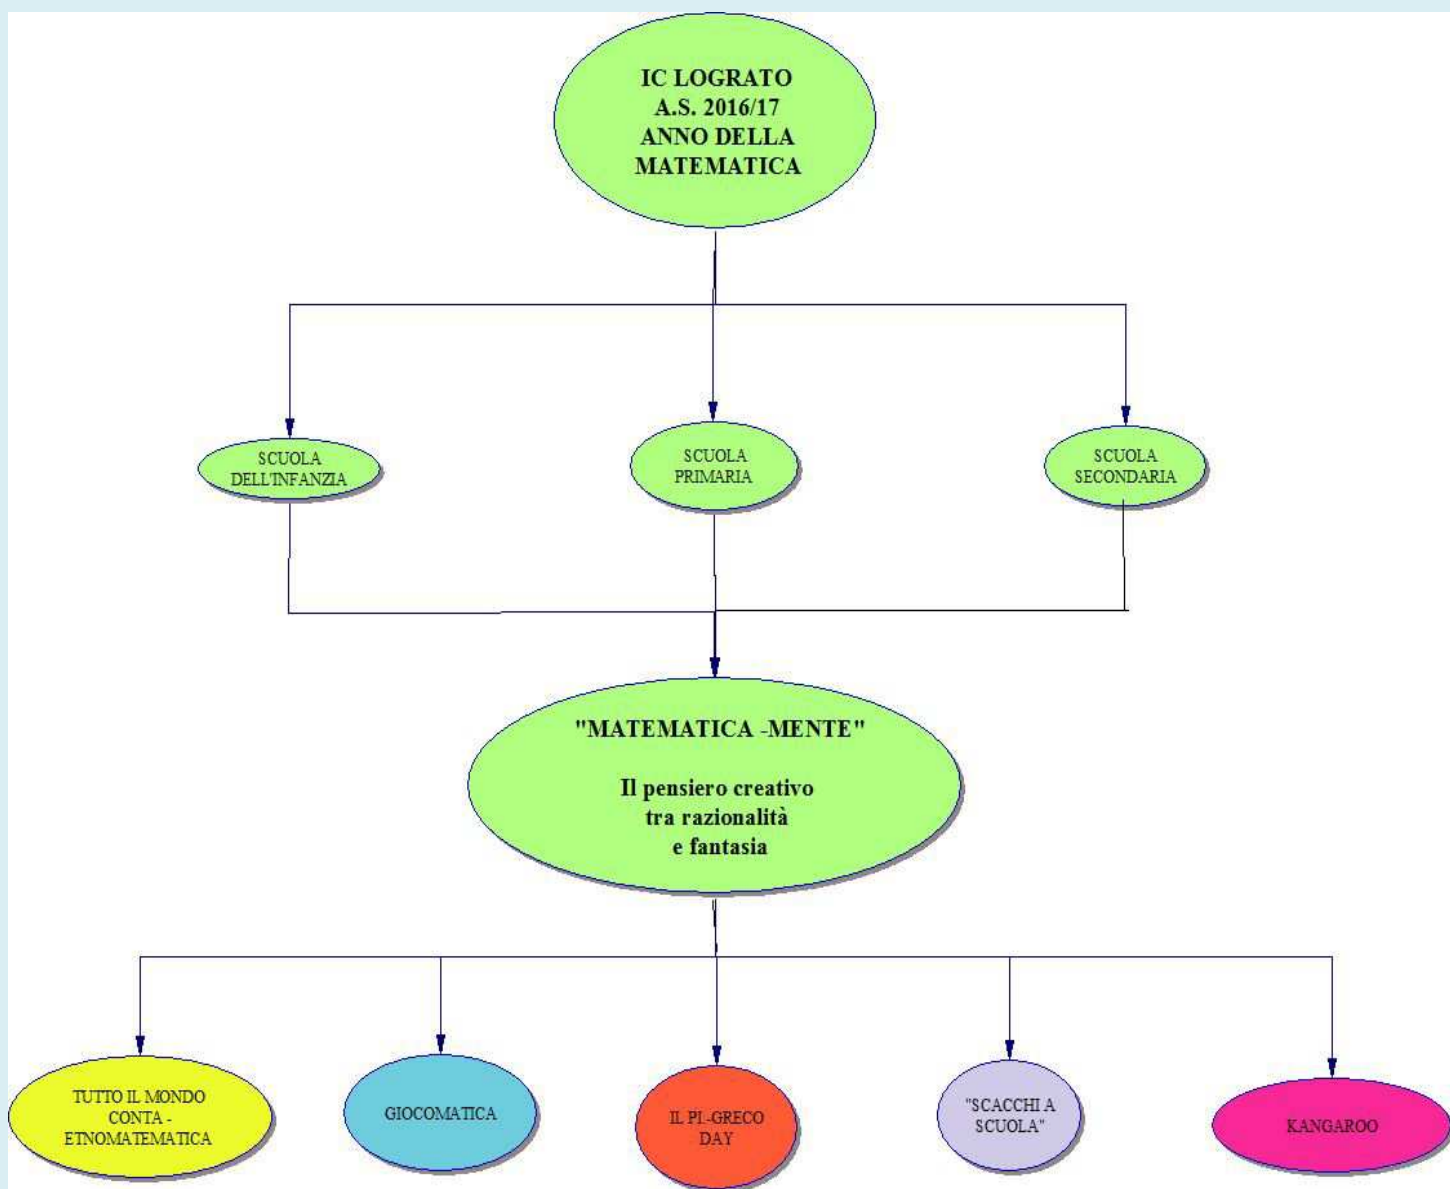 IC LOGRATO
A.S. 2016/17
ANNO DELLA
MATEMATICA
SCUOLA
DELL'INFANZIA
SCUOLA
PRIMARIA
SCUOLA
SECONDARIA
"MATEMATICA -MENTE"
Il pensiero creativo
tra razionalità
e fantasia
TUTTO IL MONDO
CONTA -
ETNOMATEMATICA
GIOCOMATICA
IL PI.-GRECO
DAY
"SCACCHI A
SCUOLA"
KANGAROO